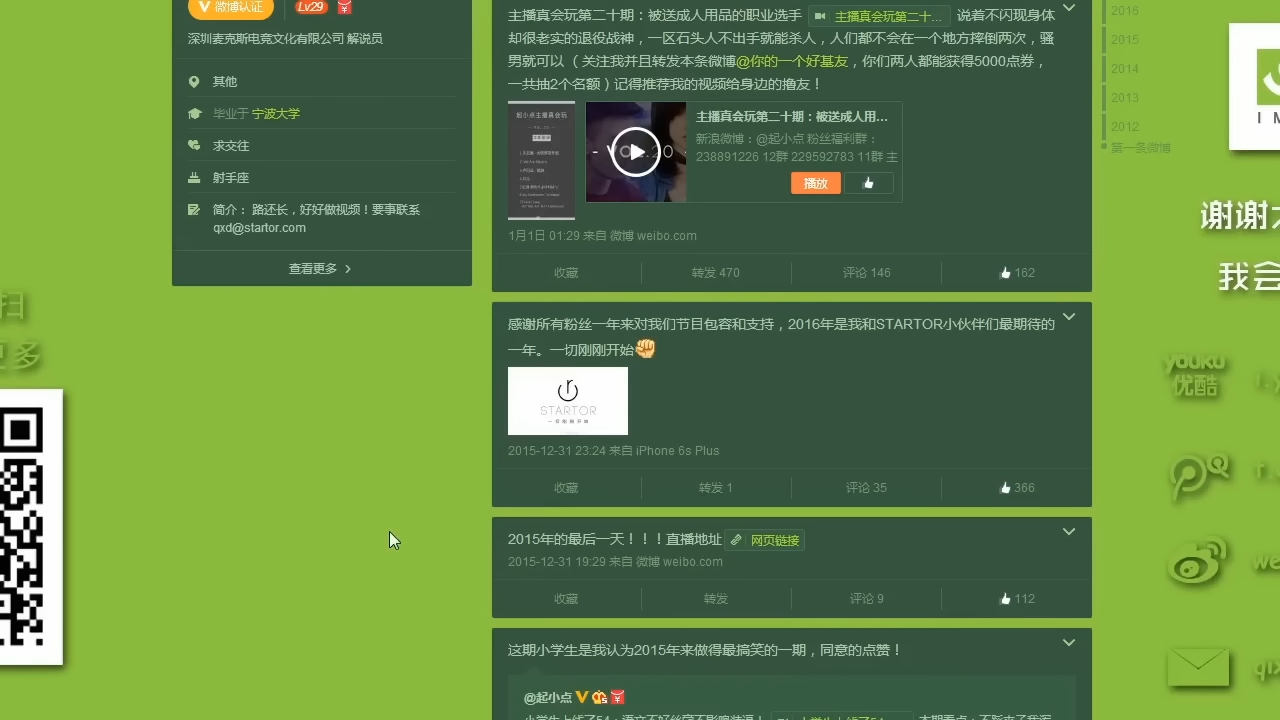 微博认证
Lv29
深圳麦克斯电竞文化有限公司 解说员
其他
毕业于 宁波大学
求交往
射手座
简介： 路还长，好好做视频！要事联系
qxd@startor.com
查看更多
主播真会玩第二十期：被送成人用品的职业选手 主播真会玩第二十... 说着不闪现身体
却很老实的退役战神，一区石头人不出手就能杀人，人们都不会在一个地方摔倒两次，骚
男就可以 （关注我并且转发本条微博@你的一个好基友，你们两人都能获得5000点券，
一共抽2个名额）记得推荐我的视频给身边的撸友！
起小点主播真会玩
主播真会玩第二十期：被送成人用...
新浪微博：@起小点 粉丝福利群：
238891226 12群 229592783 11群 主
播放
1月1日 01:29 来自 微博 weibo.com
收藏 转发 470 评论 146 162
感谢所有粉丝一年来对我们节目包容和支持，2016年是我和STARTOR小伙伴们最期待的
一年。一切刚刚开始
STARTOR
一切刚刚开始
2015-12-31 23:24 来自 iPhone 6s Plus
收藏 转发 1 评论 35 366
2015年的最后一天！！！直播地址 网页链接
2015-12-31 19:29 来自 微博 weibo.com
收藏 转发 评论 9 112
这期小学生是我认为2015年来做得最搞笑的一期，同意的点赞！
@起小点
2016
2015
2014
2013
2012
第一条微博
I M
谢谢
我会
youku
优酷
we
扫
更多